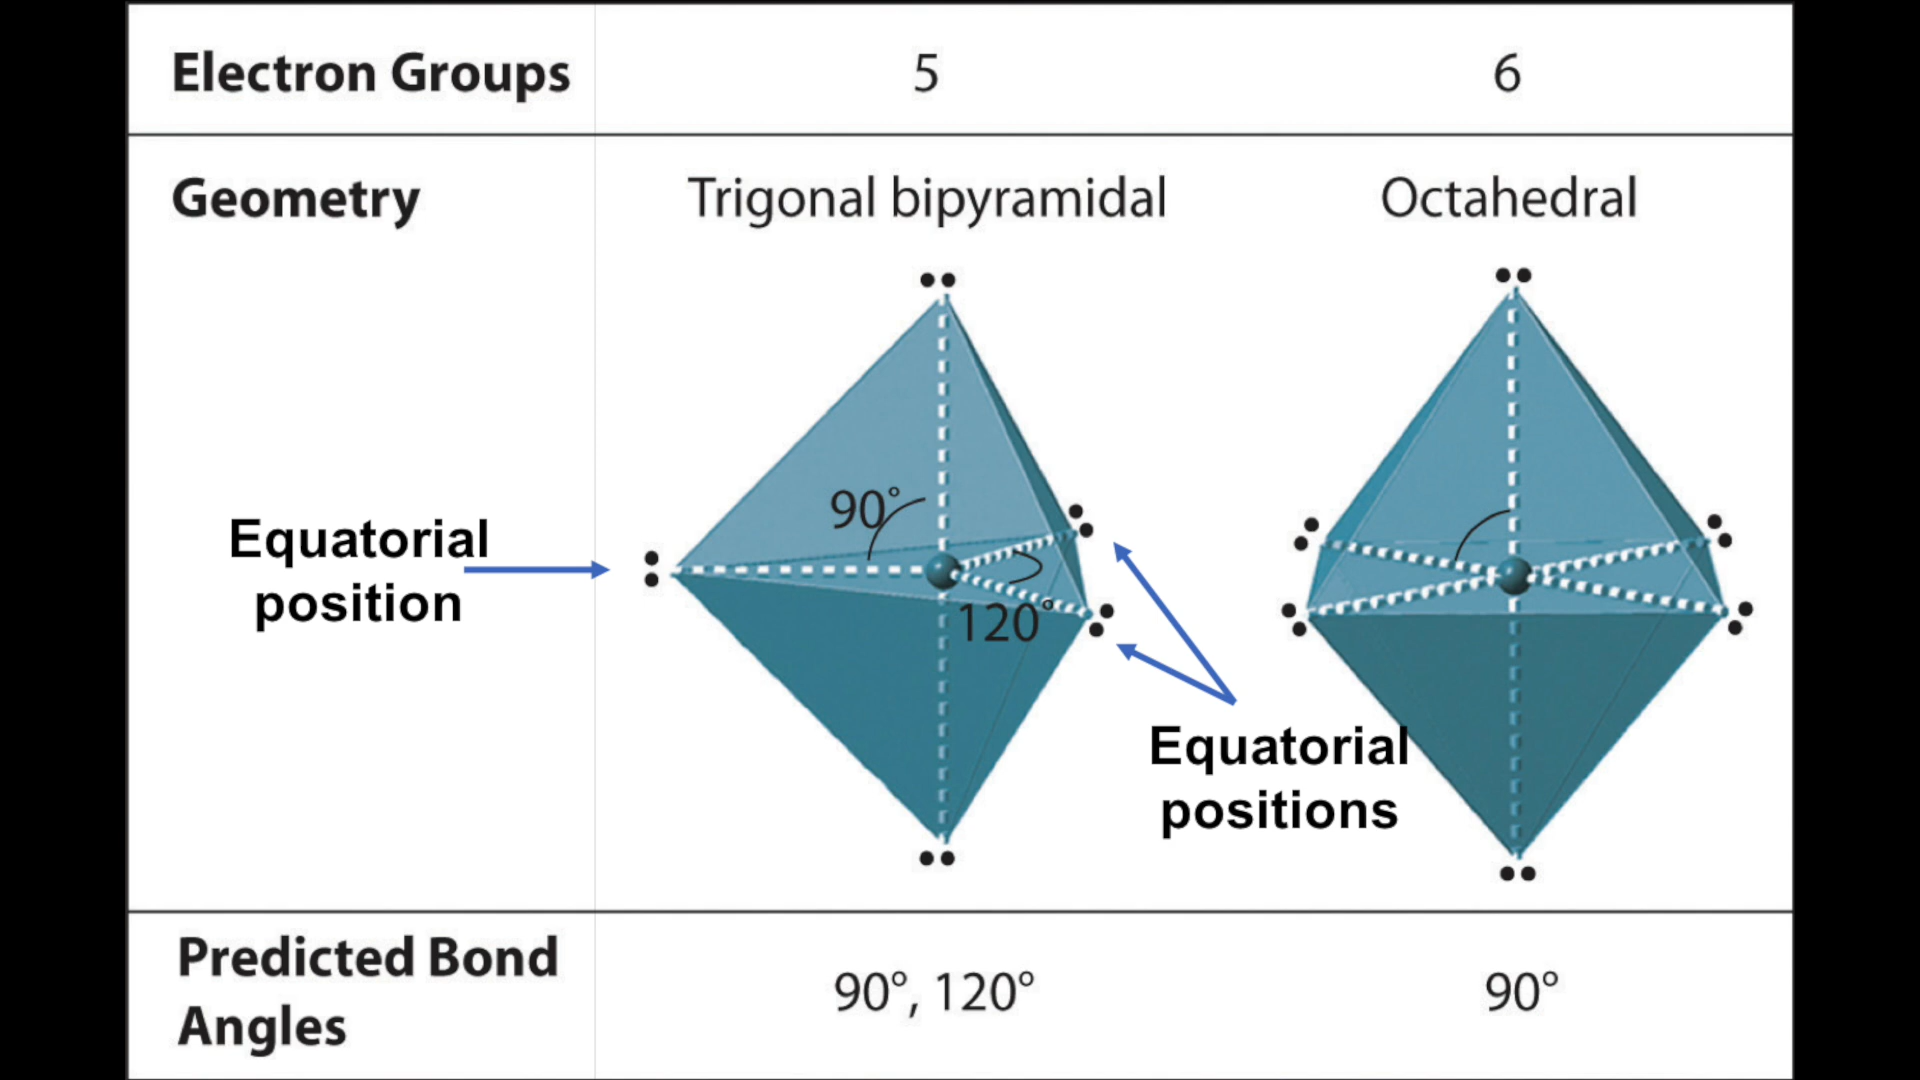 Electron Groups 5 6
Geometry Trigonal bipyramidal Octahedral
90°
Equatorial
position
120°
Equatorial
positions
Predicted Bond
Angles
90°, 120° 90°